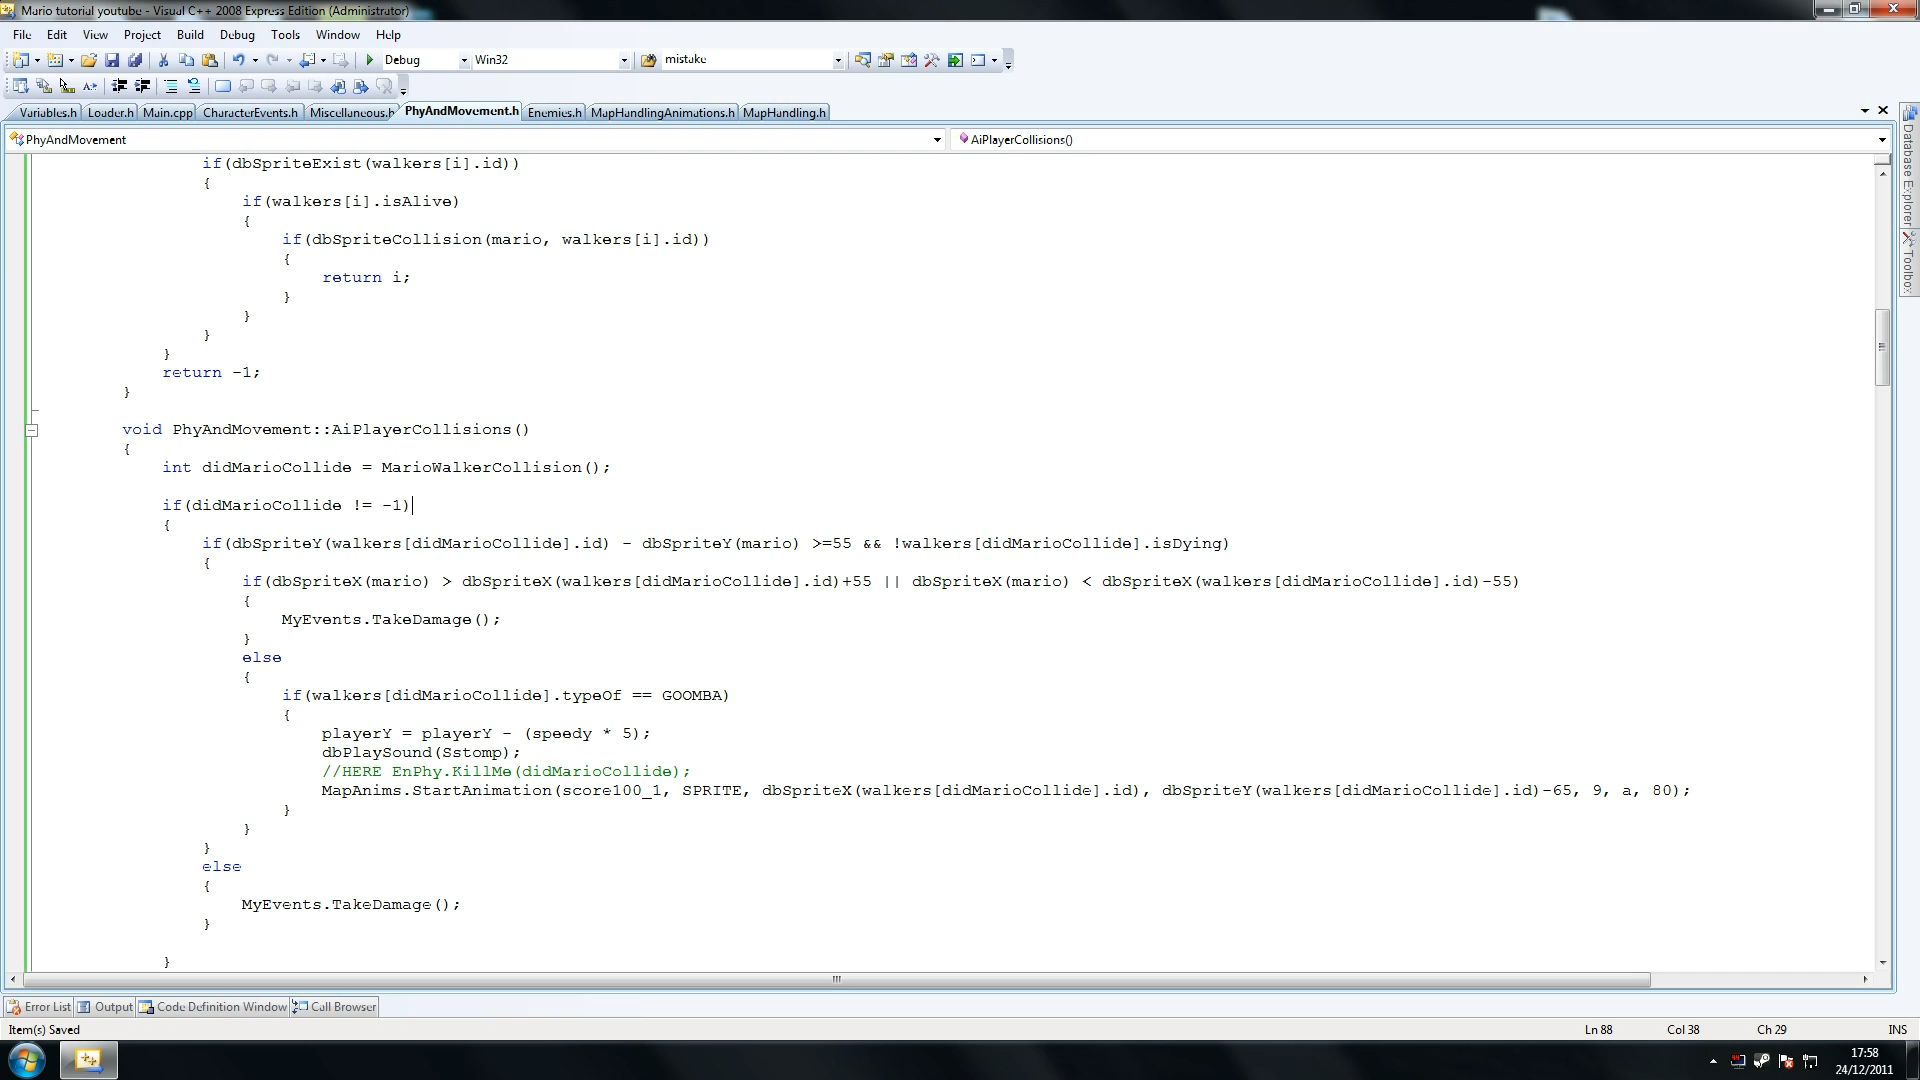 Mario tutorial youtube - Visual C++ 2008 Express Edition (Administrator)
File Edit View Project Build Debug Tools Window Help
Debug Win32 mistake
Variables.h Loader.h Main.cpp CharacterEvents.h Miscellaneous.h PhyAndMovement.h Enemies.h MapHandlingAnimations.h MapHandling.h
PhyAndMovement AiPlayerCollisions()
if(dbSpriteExist(walkers[i].id))
{
if(walkers[i].isAlive)
{
if(dbSpriteCollision(mario, walkers[i].id))
{
return i;
}
}
}
}
return -1;
}
void PhyAndMovement::AiPlayerCollisions()
{
int didMarioCollide = MarioWalkerCollision();
if(didMarioCollide != -1)
{
if(dbSpriteY(walkers[didMarioCollide].id) - dbSpriteY(mario) >=55 && !walkers[didMarioCollide].isDying)
{
if(dbSpriteX(mario) > dbSpriteX(walkers[didMarioCollide].id)+55 || dbSpriteX(mario) < dbSpriteX(walkers[didMarioCollide].id)-55)
{
MyEvents.TakeDamage();
}
else
{
if(walkers[didMarioCollide].typeOf == GOOMBA)
{
playerY = playerY - (speedy * 5);
dbPlaySound(Sstomp);
//HERE EnPhy.KillMe(didMarioCollide);
MapAnims.StartAnimation(score100_1, SPRITE, dbSpriteX(walkers[didMarioCollide].id), dbSpriteY(walkers[didMarioCollide].id)-65, 9, a, 80);
}
}
}
else
{
MyEvents.TakeDamage();
}
}
Database Explorer
Toolbox
Error List Output Code Definition Window Call Browser
Item(s) Saved Ln 88 Col 38 Ch 29 INS
17:58
24/12/2011